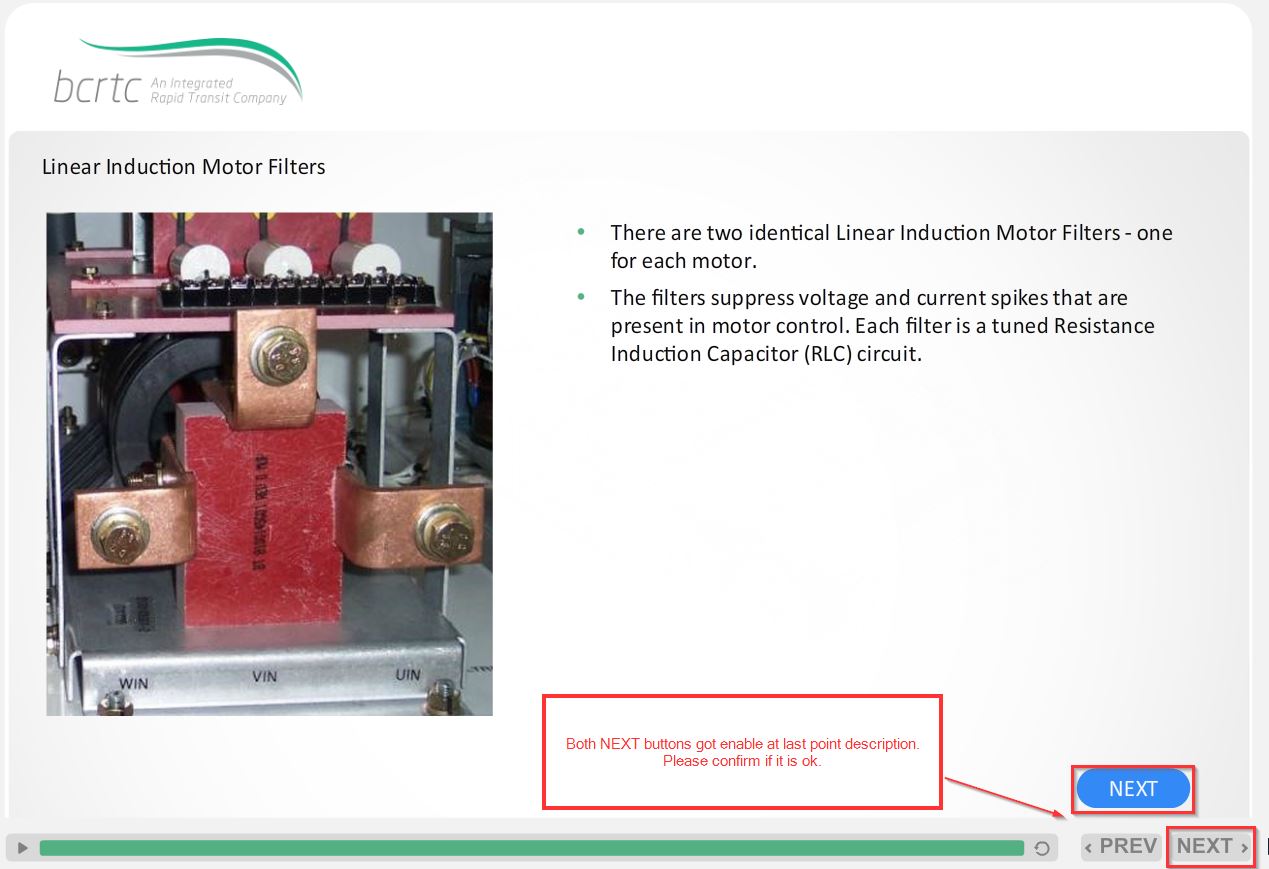 bcrtc An Integrated
Rapid Transit Company
Linear Induction Motor Filters
WIN
VIN
UIN
• There are two identical Linear Induction Motor Filters - one
for each motor.
• The filters suppress voltage and current spikes that are
present in motor control. Each filter is a tuned Resistance
Induction Capacitor (RLC) circuit.
Both NEXT buttons got enable at last point description.
Please confirm if it is ok.
NEXT
‹ PREV
NEXT ›